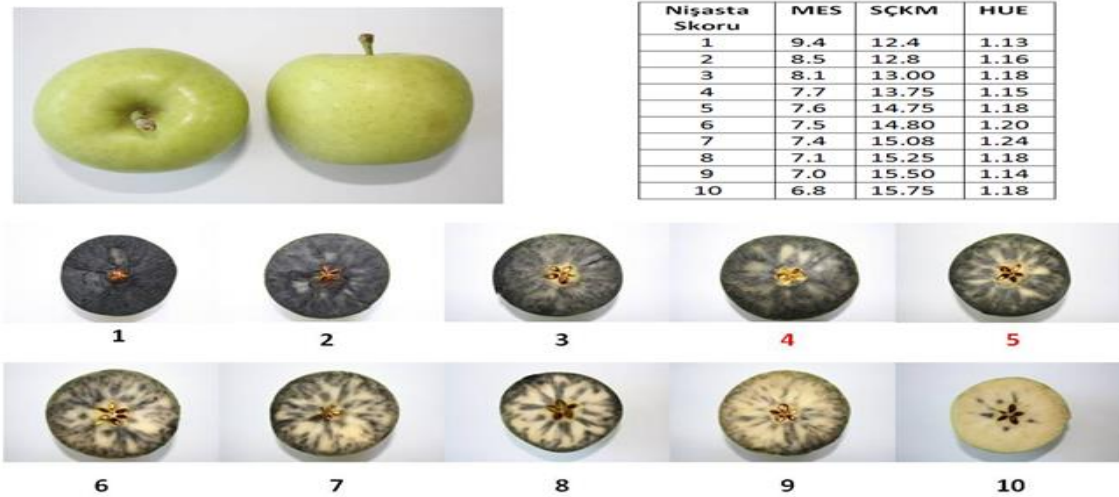 Nişasta Skoru MES SÇKM HUE
1 9.4 12.4 1.13
2 8.5 12.8 1.16
3 8.1 13.00 1.18
4 7.7 13.75 1.15
5 7.6 14.75 1.18
6 7.5 14.80 1.20
7 7.4 15.08 1.24
8 7.1 15.25 1.18
9 7.0 15.50 1.14
10 6.8 15.75 1.18
1 2 3 4 5
6 7 8 9 10